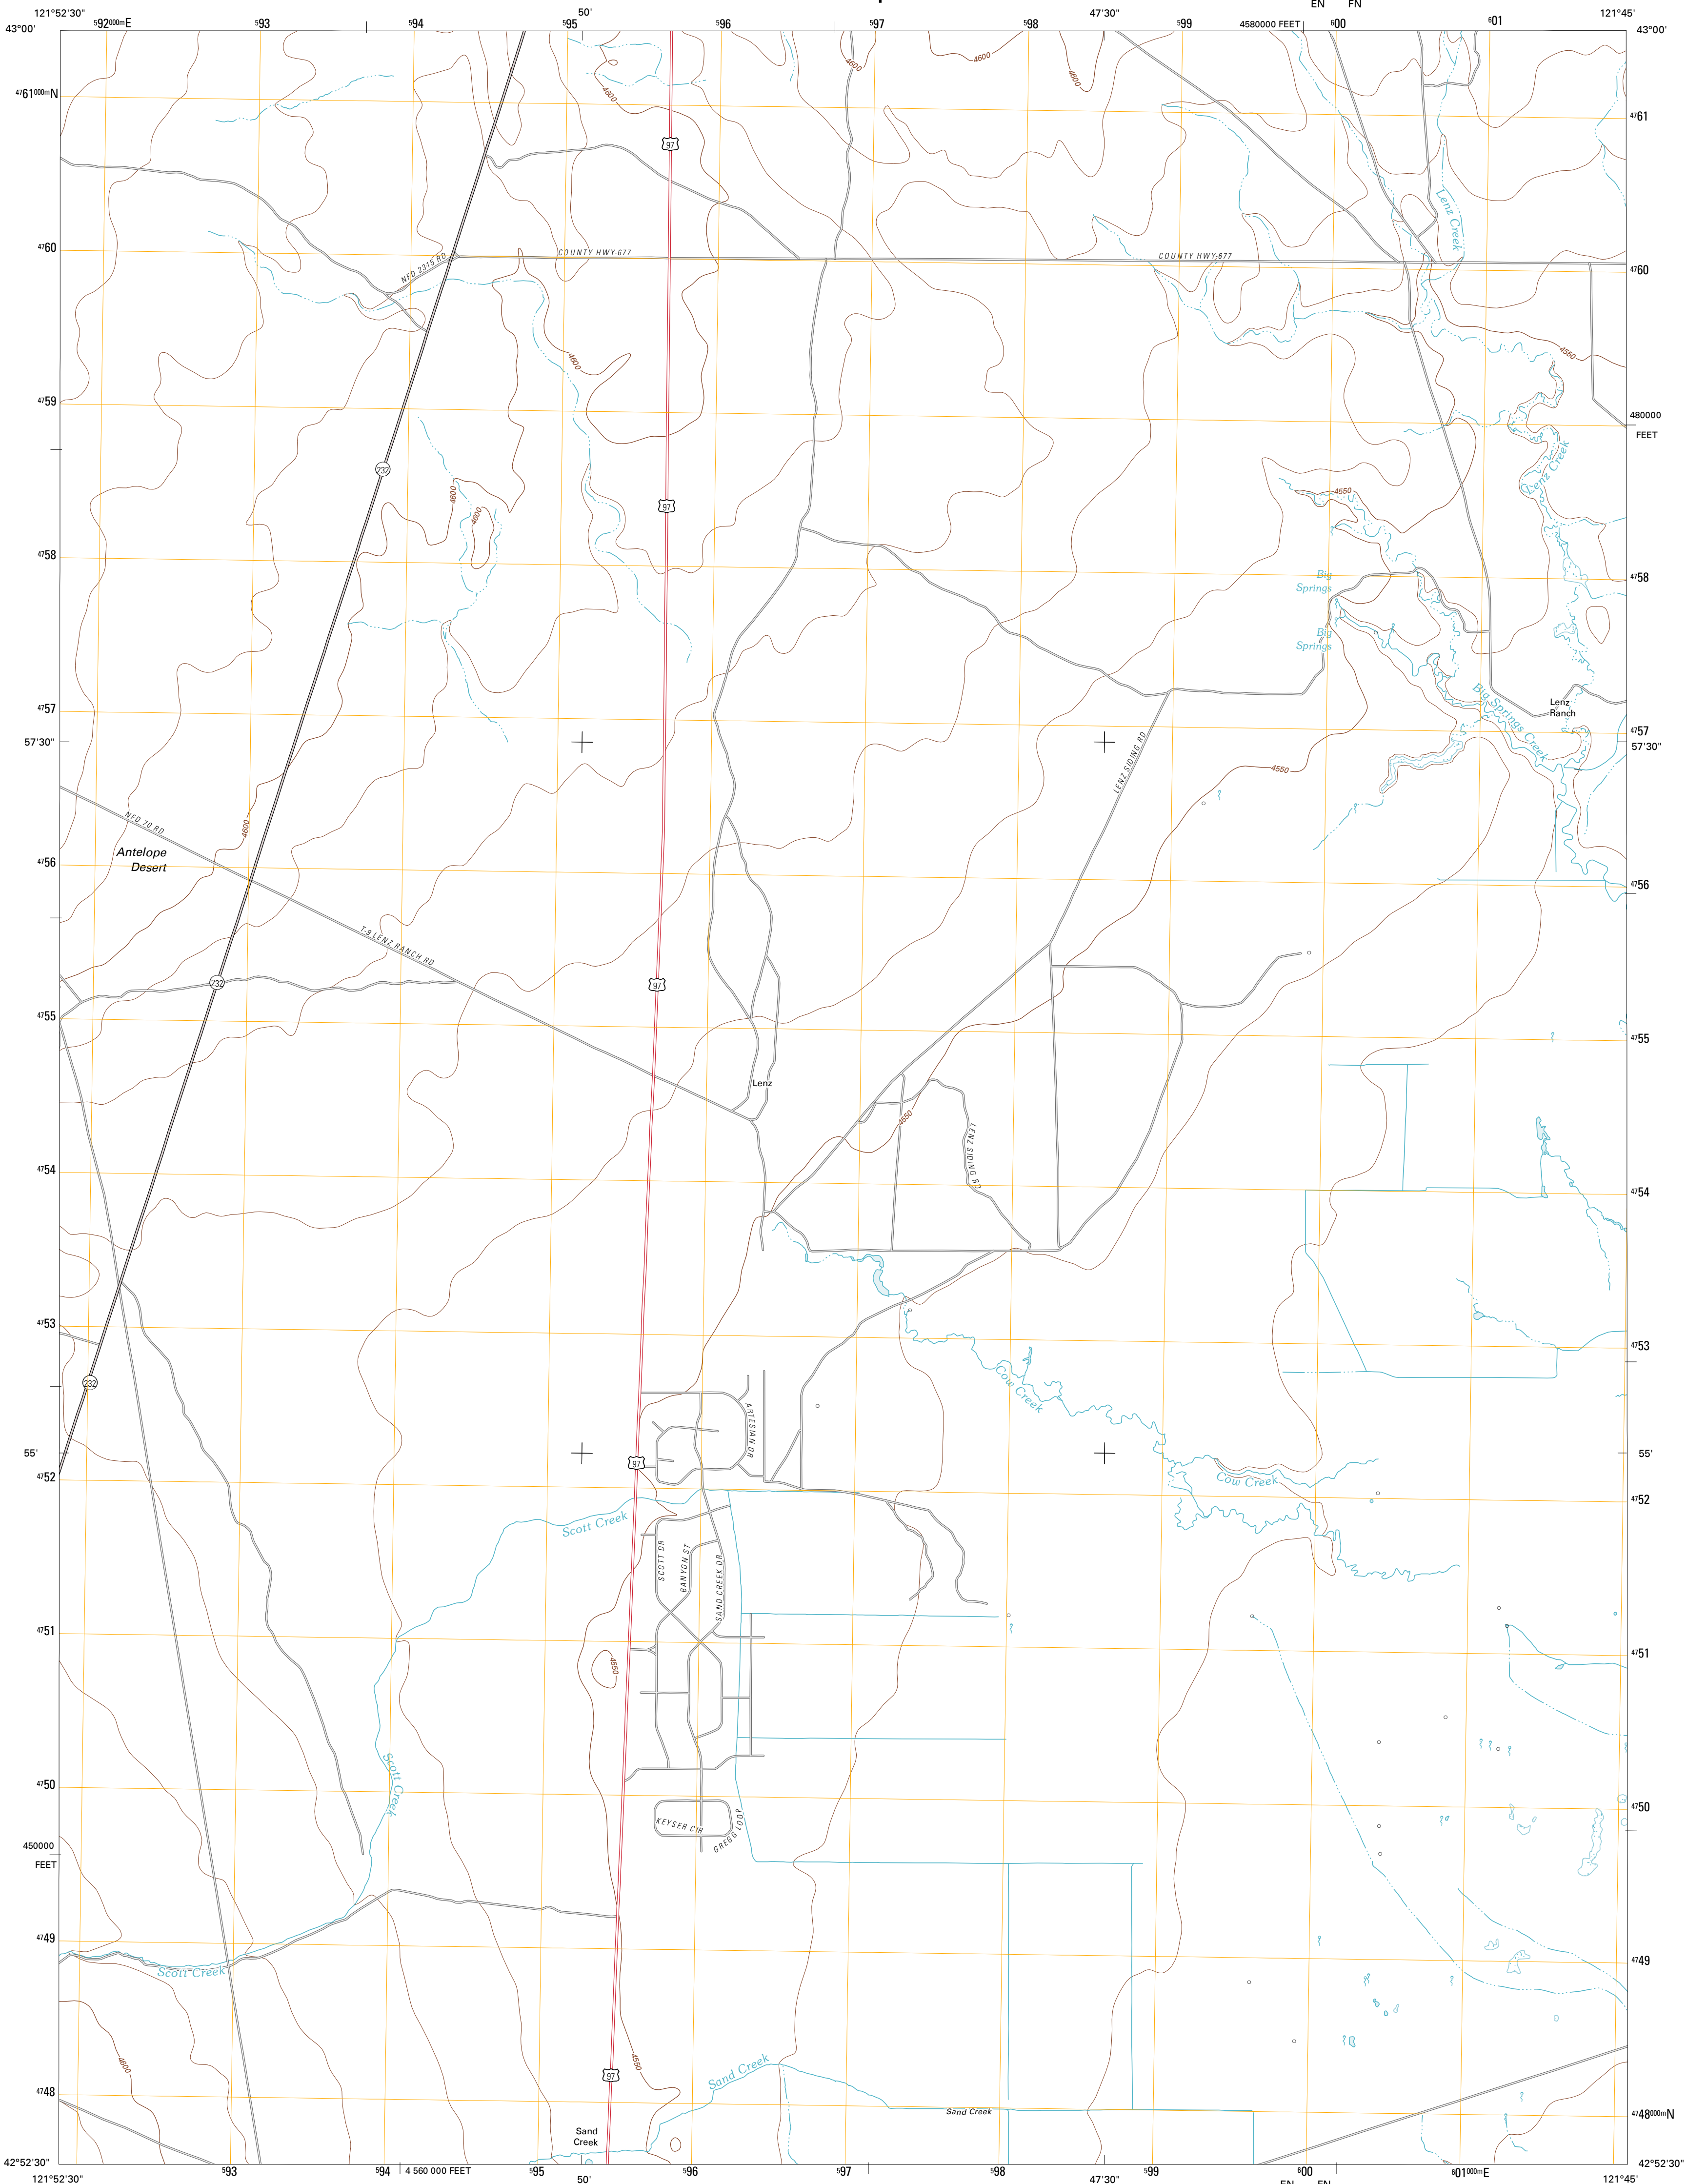 EN FN
121°52'30" 592000mE 593 594 595 50' 596 597 598 47'30" 599 4580000 FEET 600 601 121°45'
43°00' 43°00'
4600
4600
4600
4600
4600
4761000mN 4761
97
Lenz Creek
4760 COUNTY HWY-677 COUNTY HWY-677 4760
NFD 2315 RD
4600
4550
4759 480000
FEET
232
Lenz Creek
4600
4600
97
4550
4758 4758
Big
Springs
Big
Springs
Big Springs Creek
4757 Lenz
Ranch
4757
57'30" 57'30"
LENZ SIDING RD
4550
NFD 70 RD
4600
Antelope
Desert
4756 4756
T-9 LENZ RANCH RD
232
97
4755 4755
Lenz
4550
LENZ SIDING RD
4754 4754
4753 4753
232
Cow Creek
ARTESIAN DR
55' 55'
97
4752 Cow Creek 4752
Scott Creek
SCOTT DR
BANYON ST
SAND CREEK DR
4751 4751
4550
Scott Creek
4750 4750
KEYSER CIR
GREGG LOOP
450000
FEET
4749 4749
Scott Creek
4600
4550
97
Sand Creek
4748 Sand Creek 4748000mN
Sand
Creek
42°52'30" 42°52'30"
121°52'30" 593 594 4 560 000 FEET 595 50' 596 597 598 47'30" 599 600 601000mE 121°45'
EN FN